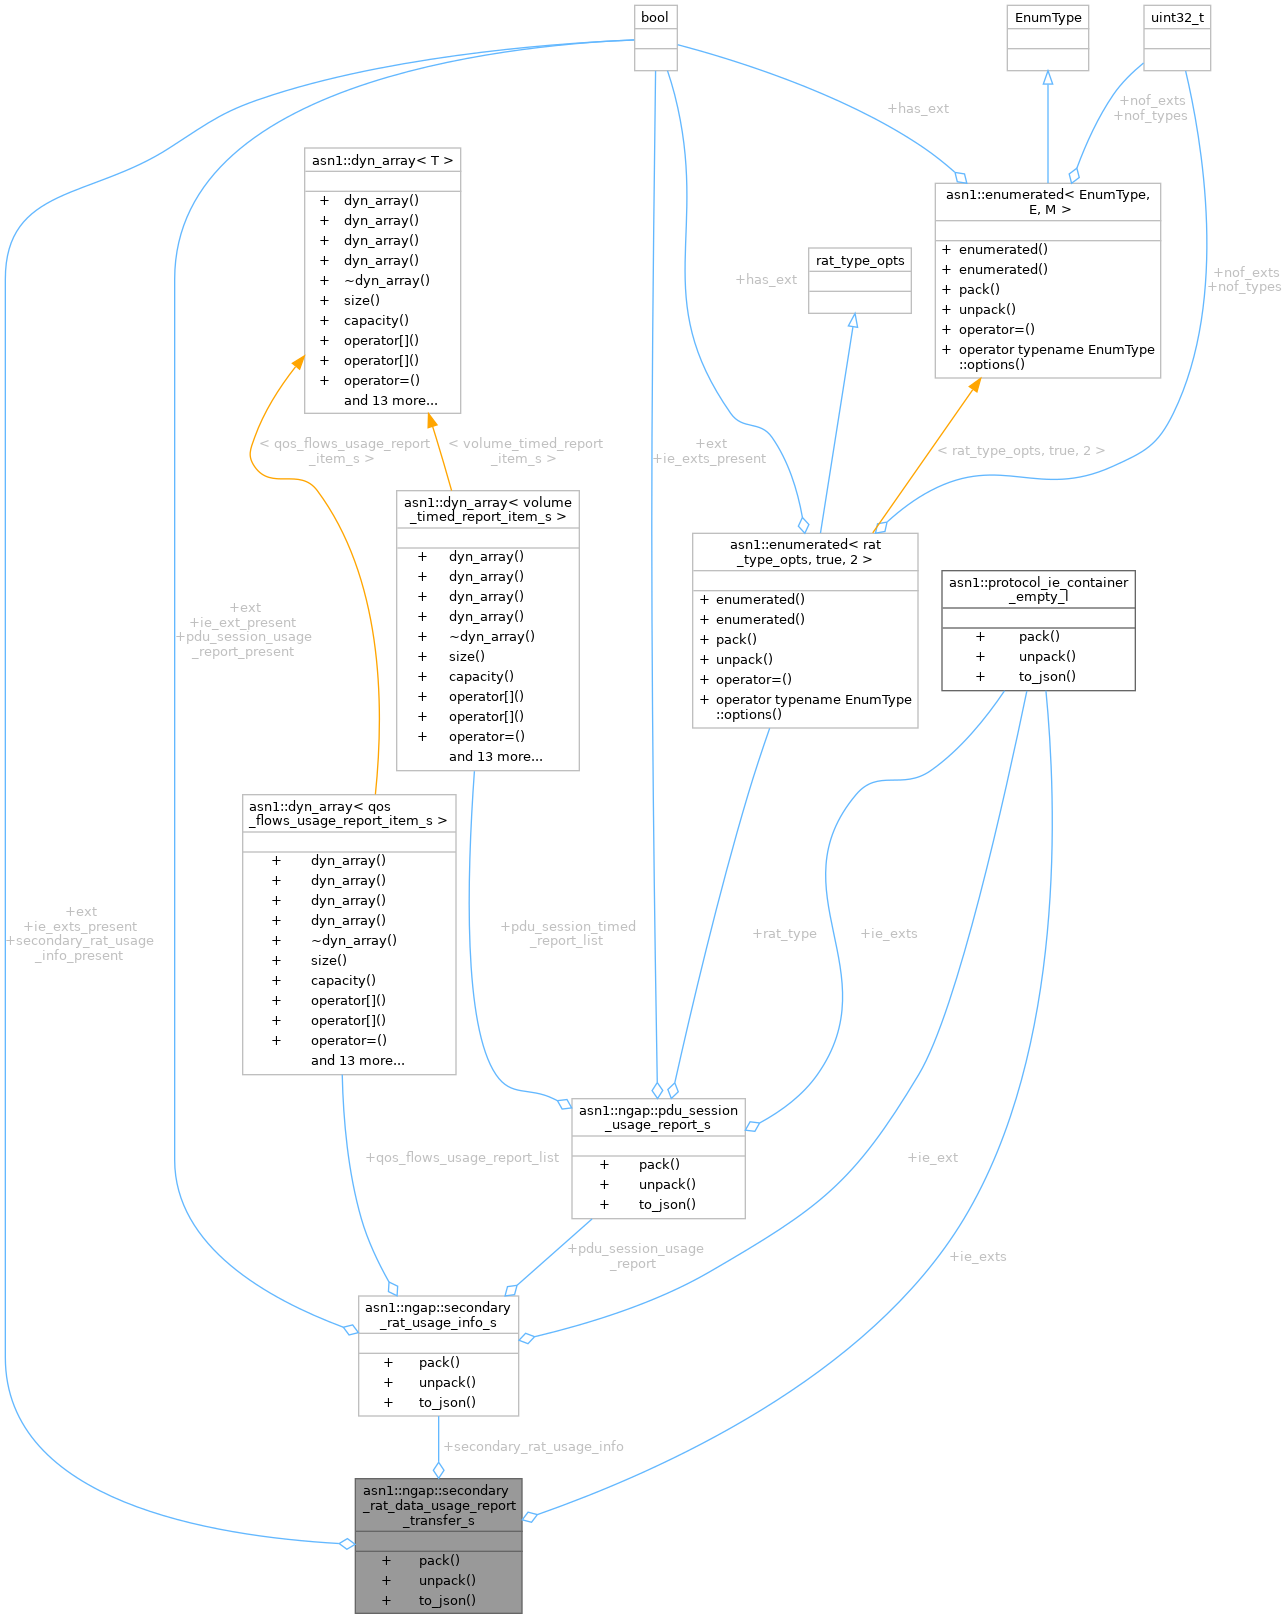 bool
EnumType
uint32_t
+has_ext
+nof_exts
+nof_types
asn1::dyn_array< T >
+ dyn_array()
+ dyn_array()
+ dyn_array()
+ dyn_array()
+ ~dyn_array()
+ size()
+ capacity()
+ operator[]()
+ operator[]()
+ operator=()
and 13 more...
asn1::enumerated< EnumType,
E, M >
+ enumerated()
+ enumerated()
+ pack()
+ unpack()
+ operator=()
+ operator typename EnumType
::options()
rat_type_opts
+has_ext
+nof_exts
+nof_types
< qos_flows_usage_report
_item_s >
< volume_timed_report
_item_s >
+ext
+ie_exts_present
< rat_type_opts, true, 2 >
asn1::dyn_array< volume
_timed_report_item_s >
+ dyn_array()
+ dyn_array()
+ dyn_array()
+ dyn_array()
+ ~dyn_array()
+ size()
+ capacity()
+ operator[]()
+ operator[]()
+ operator=()
and 13 more...
asn1::enumerated< rat
_type_opts, true, 2 >
+ enumerated()
+ enumerated()
+ pack()
+ unpack()
+ operator=()
+ operator typename EnumType
::options()
asn1::protocol_ie_container
_empty_l
+ pack()
+ unpack()
+ to_json()
+ext
+ie_ext_present
+pdu_session_usage
_report_present
asn1::dyn_array< qos
_flows_usage_report_item_s >
+ dyn_array()
+ dyn_array()
+ dyn_array()
+ dyn_array()
+ ~dyn_array()
+ size()
+ capacity()
+ operator[]()
+ operator[]()
+ operator=()
and 13 more...
+ext
+ie_exts_present
+secondary_rat_usage
_info_present
+pdu_session_timed
_report_list
+rat_type
+ie_exts
asn1::ngap::pdu_session
_usage_report_s
+ pack()
+ unpack()
+ to_json()
+qos_flows_usage_report_list
+ie_ext
+pdu_session_usage
_report
+ie_exts
asn1::ngap::secondary
_rat_usage_info_s
+ pack()
+ unpack()
+ to_json()
+secondary_rat_usage_info
asn1::ngap::secondary
_rat_data_usage_report
_transfer_s
+ pack()
+ unpack()
+ to_json()